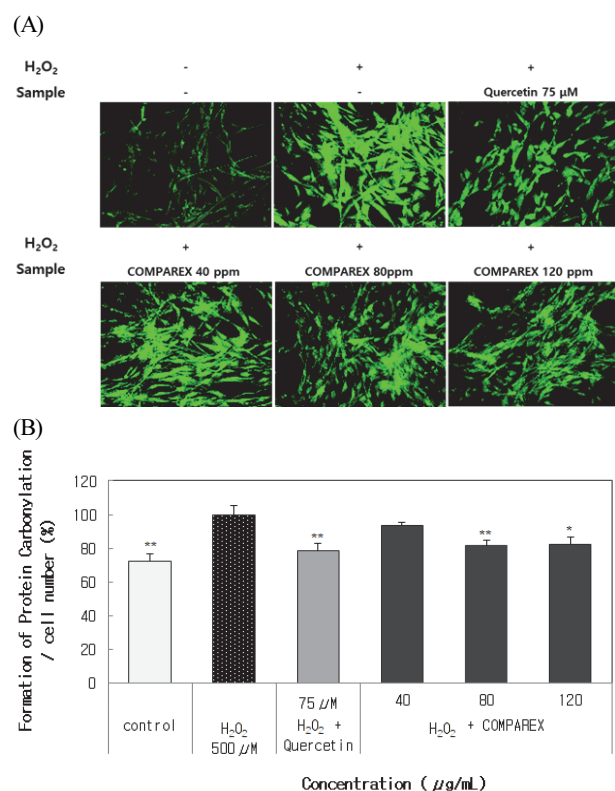 (A)
H₂O₂ - + +
Sample - - Quercetin 75 μM
H₂O₂ + + +
Sample COMPAREX 40 ppm COMPAREX 80ppm COMPAREX 120 ppm
(B)
Formation of Protein Carbonylation
/ cell number (%)
120
100
80
60
40
20
0
** ** ** *
75 μM 40 80 120
control H₂O₂ 500 μM H₂O₂ + Quercetin H₂O₂ + COMPAREX
Concentration (μg/mL)